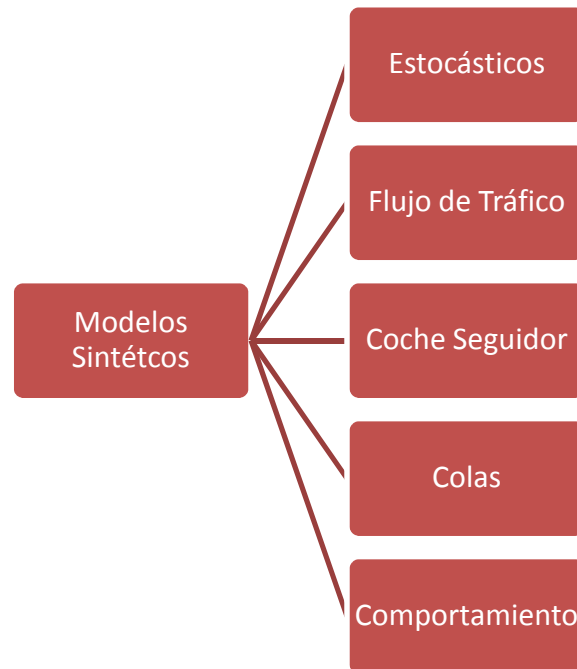 Estocásticos
Flujo de Tráfico
Modelos
Sintétcos
Coche Seguidor
Colas
Comportamiento